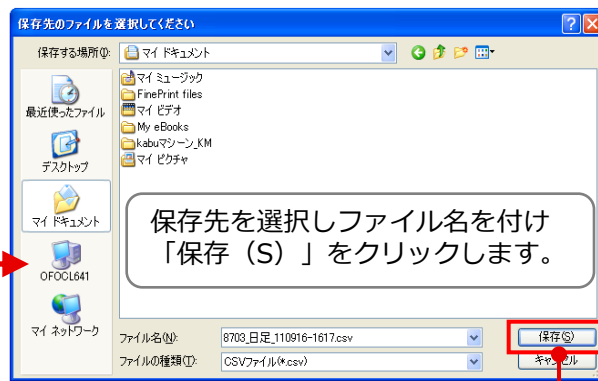 保存先のファイルを選択してください
保存する場所(I):
マイ ドキュメント
最近使ったファイル
デスクトップ
マイ ドキュメント
OFOCL641
マイ ネットワーク
マイ ミュージック
FinePrint files
マイ ビデオ
My eBooks
kabuマシーン_KM
マイ ピクチャ
保存先を選択しファイル名を付け
「保存（S）」をクリックします。
ファイル名(N):
8703_日足_110916-1617.csv
保存(S)
ファイルの種類(T):
CSVファイル(*.csv)
キャンセル